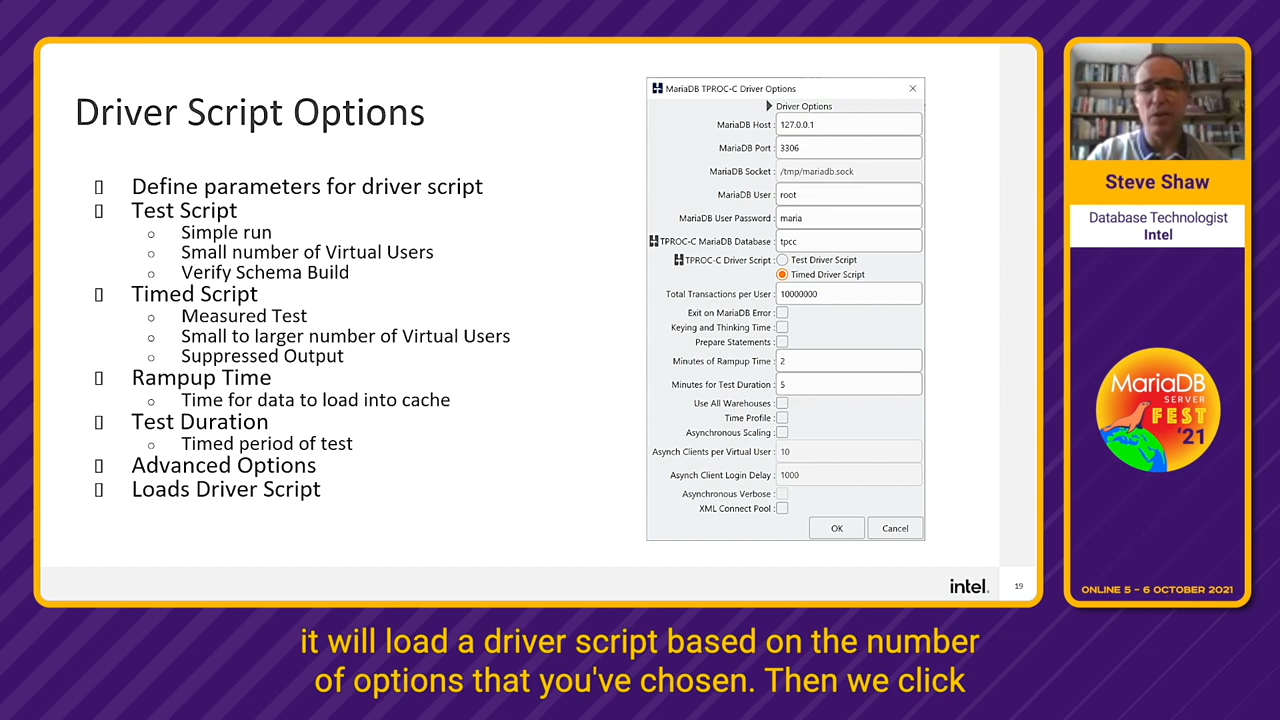 Driver Script Options
Define parameters for driver script
Test Script
Simple run
Small number of Virtual Users
Verify Schema Build
Timed Script
Measured Test
Small to larger number of Virtual Users
Suppressed Output
Rampup Time
Time for data to load into cache
Test Duration
Timed period of test
Advanced Options
Loads Driver Script
MariaDB TPROC-C Driver Options
Driver Options
MariaDB Host : 127.0.0.1
MariaDB Port : 3306
MariaDB Socket : /tmp/mariadb.sock
MariaDB User : root
MariaDB User Password : maria
TPROC-C MariaDB Database : tpcc
TPROC-C Driver Script : Test Driver Script
Timed Driver Script
Total Transactions per User : 10000000
Exit on MariaDB Error :
Keying and Thinking Time :
Prepare Statements :
Minutes of Rampup Time : 2
Minutes for Test Duration : 5
Use All Warehouses :
Time Profile :
Asynchronous Scaling :
Asynch Clients per Virtual User : 10
Asynch Client Login Delay : 1000
Asynchronous Verbose :
XML Connect Pool :
OK Cancel
intel.
19
Steve Shaw
Database Technologist
Intel
MariaDB
SERVER
FEST
'21
ONLINE 5 - 6 OCTOBER 2021
it will load a driver script based on the number
of options that you've chosen. Then we click